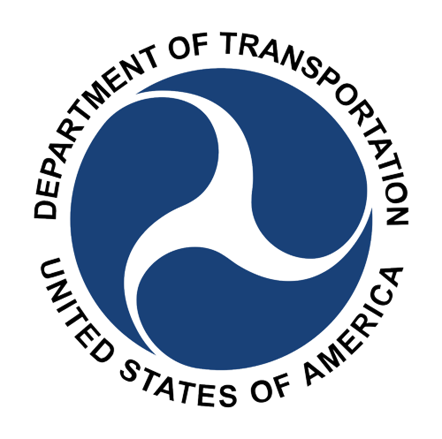 DEPARTMENT OF TRANSPORTATION
UNITED STATES OF AMERICA